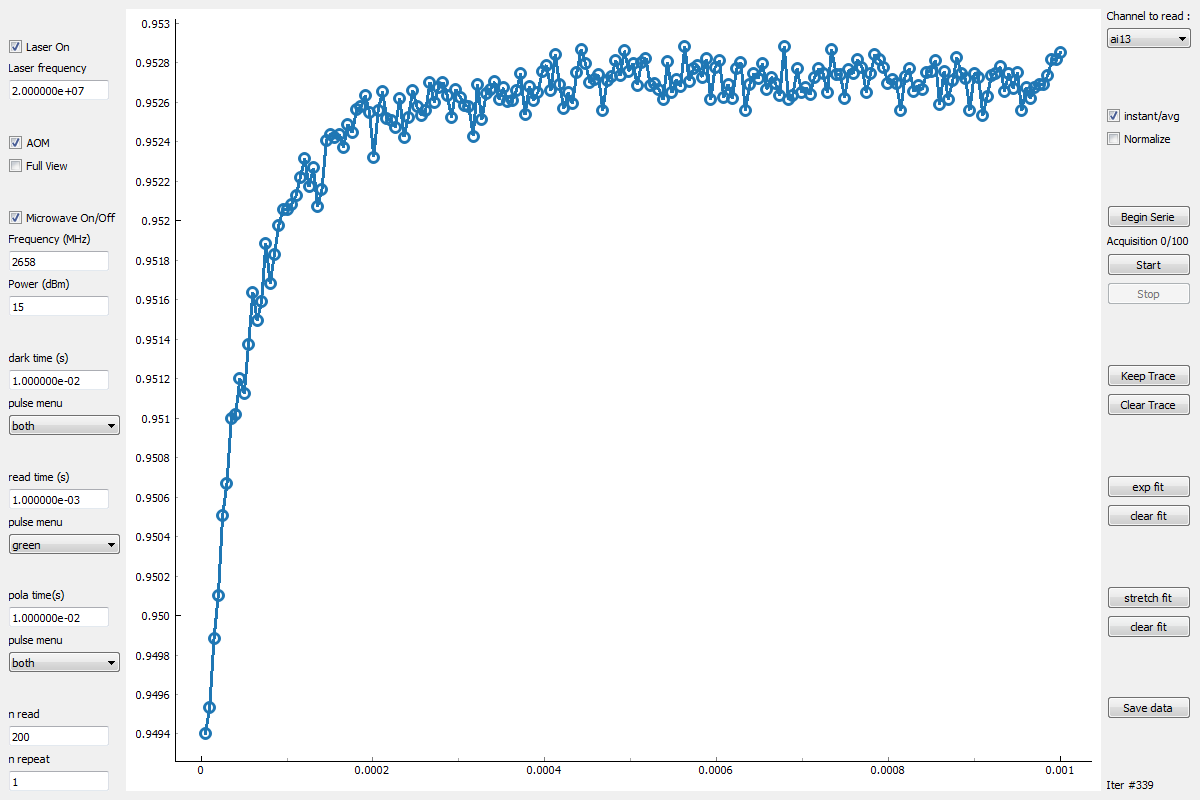 Laser On
Laser frequency
2.000000e+07
AOM
Full View
Microwave On/Off
Frequency (MHz)
2658
Power (dBm)
15
dark time (s)
1.000000e-02
pulse menu
both
read time (s)
1.000000e-03
pulse menu
green
pola time(s)
1.000000e-02
pulse menu
both
n read
200
n repeat
1
0.953
0.9528
0.9526
0.9524
0.9522
0.952
0.9518
0.9516
0.9514
0.9512
0.951
0.9508
0.9506
0.9504
0.9502
0.950
0.9498
0.9496
0.9494
0
0.0002
0.0004
0.0006
0.0008
0.001
Channel to read :
ai13
instant/avg
Normalize
Begin Serie
Acquisition 0/100
Start
Stop
Keep Trace
Clear Trace
exp fit
clear fit
stretch fit
clear fit
Save data
Iter #339